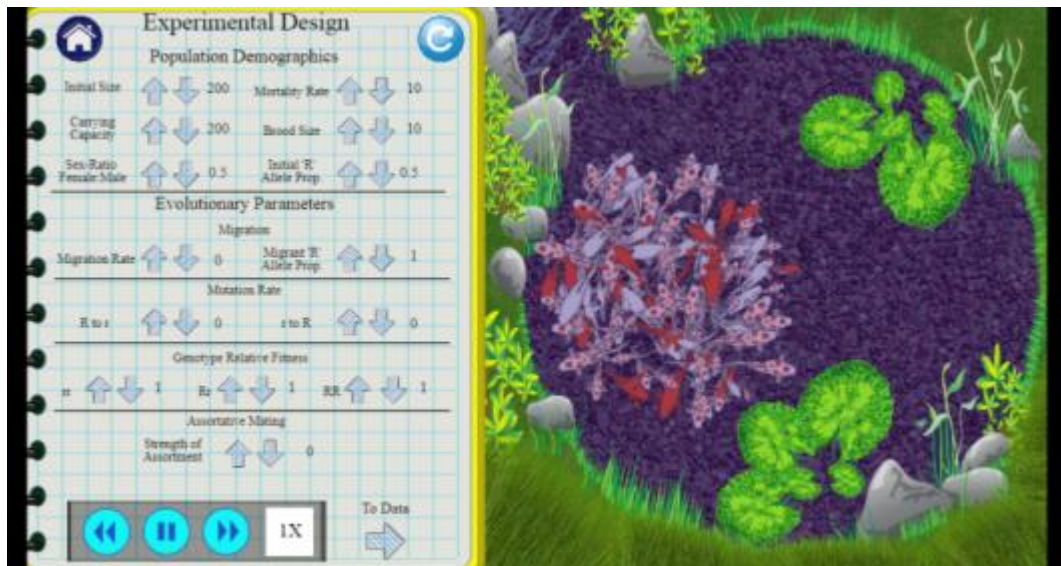 Experimental Design
Population Demographics
Initial Size 200 Mortality Rate 10
Carrying Capacity 200 Brood Size 10
Sex-Ratio Female:Male 0.5 Initial 'R' Allele Prop. 0.5
Evolutionary Parameters
Migration
Migration Rate 0 Migrant 'R' Allele Prop. 1
Mutation Rate
R to r 0 r to R 0
Genotype Relative Fitness
rr 1 Rr 1 RR 1
Assortative Mating
Strength of Assortment 0
To Data
1X